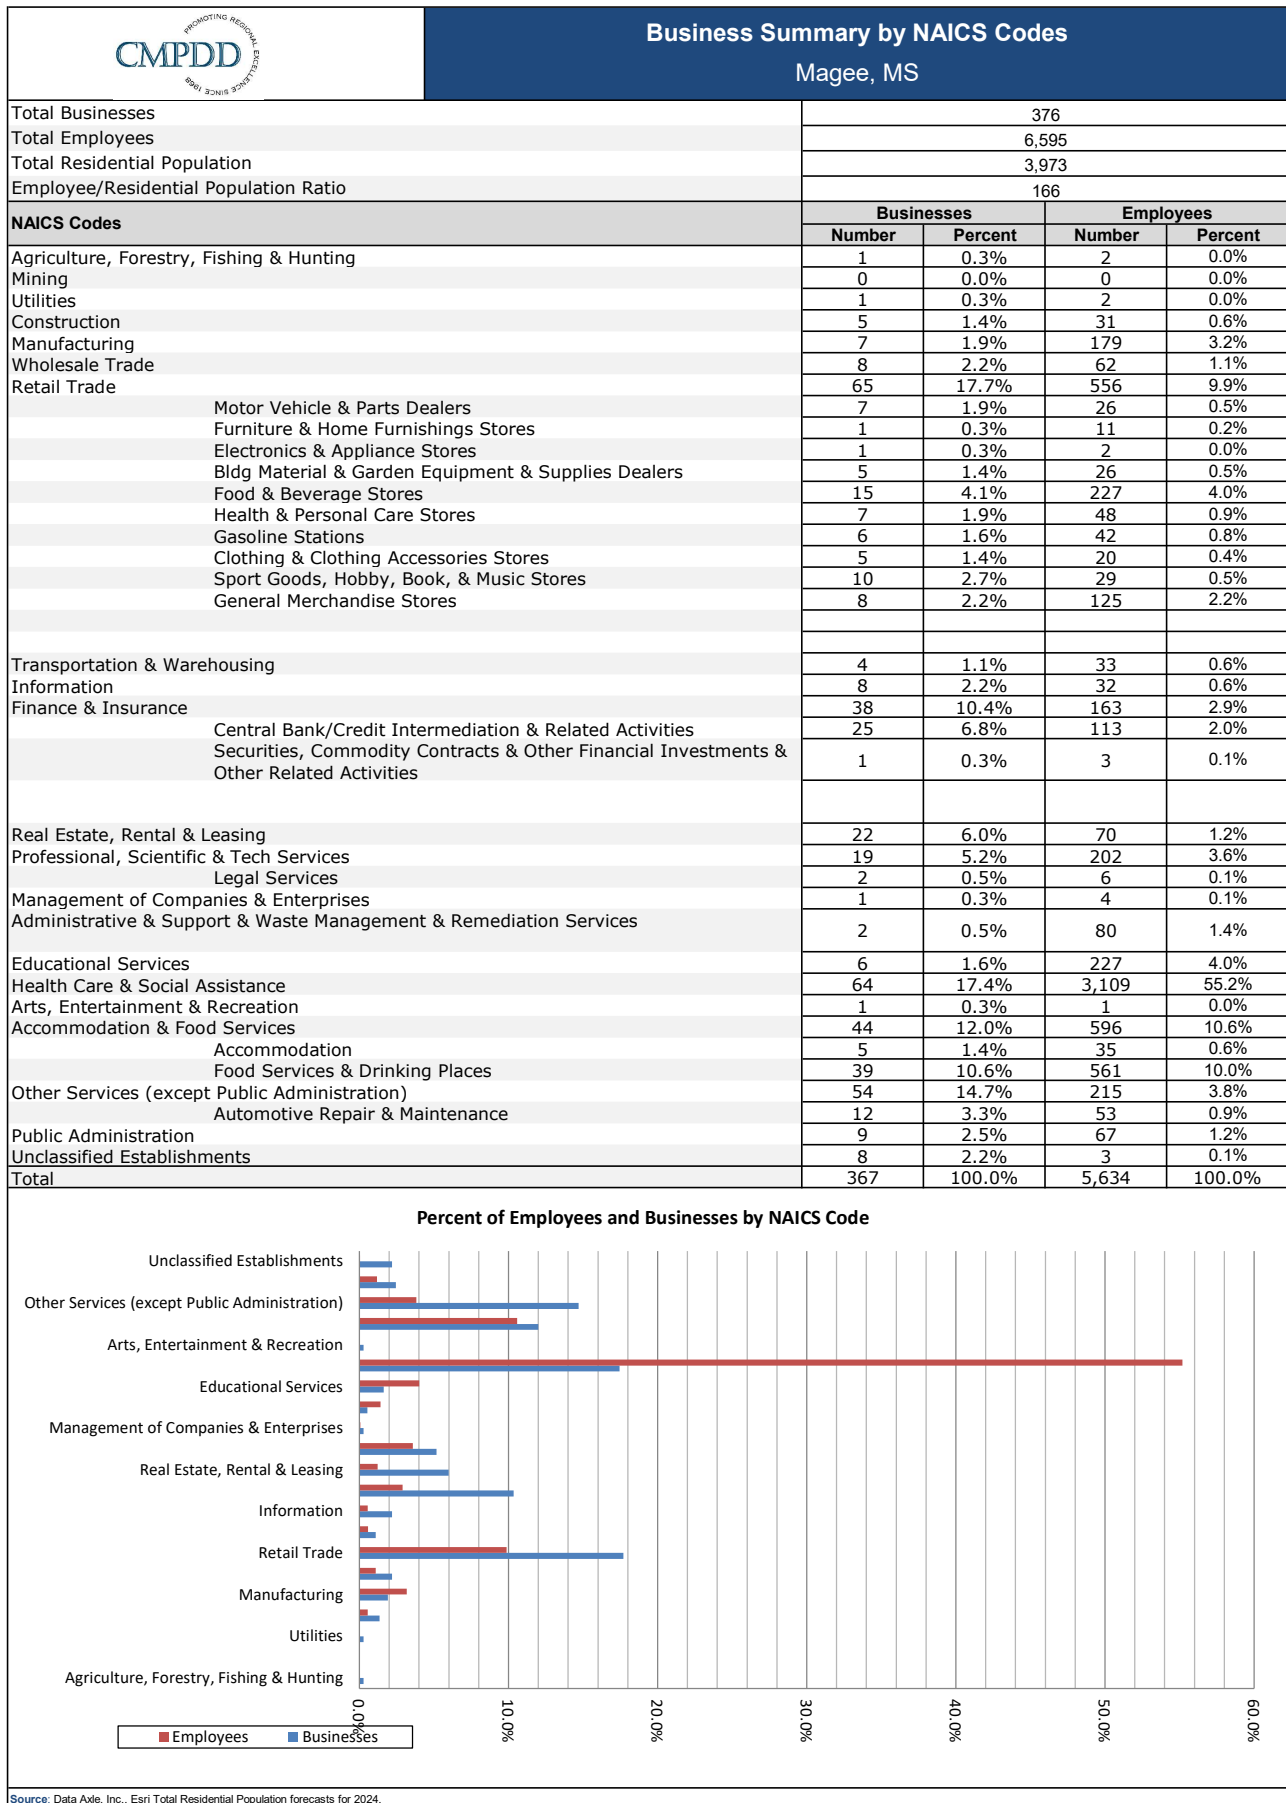 PROMOTING REGIONAL EXCELLENCE SINCE 1968
CMPDD
Business Summary by NAICS Codes
Magee, MS
Total Businesses 376
Total Employees 6,595
Total Residential Population 3,973
Employee/Residential Population Ratio 166
NAICS Codes Businesses Employees
Number Percent Number Percent
Agriculture, Forestry, Fishing & Hunting 1 0.3% 2 0.0%
Mining 0 0.0% 0 0.0%
Utilities 1 0.3% 2 0.0%
Construction 5 1.4% 31 0.6%
Manufacturing 7 1.9% 179 3.2%
Wholesale Trade 8 2.2% 62 1.1%
Retail Trade 65 17.7% 556 9.9%
Motor Vehicle & Parts Dealers 7 1.9% 26 0.5%
Furniture & Home Furnishings Stores 1 0.3% 11 0.2%
Electronics & Appliance Stores 1 0.3% 2 0.0%
Bldg Material & Garden Equipment & Supplies Dealers 5 1.4% 26 0.5%
Food & Beverage Stores 15 4.1% 227 4.0%
Health & Personal Care Stores 7 1.9% 48 0.9%
Gasoline Stations 6 1.6% 42 0.8%
Clothing & Clothing Accessories Stores 5 1.4% 20 0.4%
Sport Goods, Hobby, Book, & Music Stores 10 2.7% 29 0.5%
General Merchandise Stores 8 2.2% 125 2.2%
Transportation & Warehousing 4 1.1% 33 0.6%
Information 8 2.2% 32 0.6%
Finance & Insurance 38 10.4% 163 2.9%
Central Bank/Credit Intermediation & Related Activities 25 6.8% 113 2.0%
Securities, Commodity Contracts & Other Financial Investments &
Other Related Activities 1 0.3% 3 0.1%
Real Estate, Rental & Leasing 22 6.0% 70 1.2%
Professional, Scientific & Tech Services 19 5.2% 202 3.6%
Legal Services 2 0.5% 6 0.1%
Management of Companies & Enterprises 1 0.3% 4 0.1%
Administrative & Support & Waste Management & Remediation Services 2 0.5% 80 1.4%
Educational Services 6 1.6% 227 4.0%
Health Care & Social Assistance 64 17.4% 3,109 55.2%
Arts, Entertainment & Recreation 1 0.3% 1 0.0%
Accommodation & Food Services 44 12.0% 596 10.6%
Accommodation 5 1.4% 35 0.6%
Food Services & Drinking Places 39 10.6% 561 10.0%
Other Services (except Public Administration) 54 14.7% 215 3.8%
Automotive Repair & Maintenance 12 3.3% 53 0.9%
Public Administration 9 2.5% 67 1.2%
Unclassified Establishments 8 2.2% 3 0.1%
Total 367 100.0% 5,634 100.0%
Percent of Employees and Businesses by NAICS Code
Unclassified Establishments
Other Services (except Public Administration)
Arts, Entertainment & Recreation
Educational Services
Management of Companies & Enterprises
Real Estate, Rental & Leasing
Information
Retail Trade
Manufacturing
Utilities
Agriculture, Forestry, Fishing & Hunting
0.0% 10.0% 20.0% 30.0% 40.0% 50.0% 60.0%
Employees Businesses
Source: Data Axle, Inc., Esri Total Residential Population forecasts for 2024.